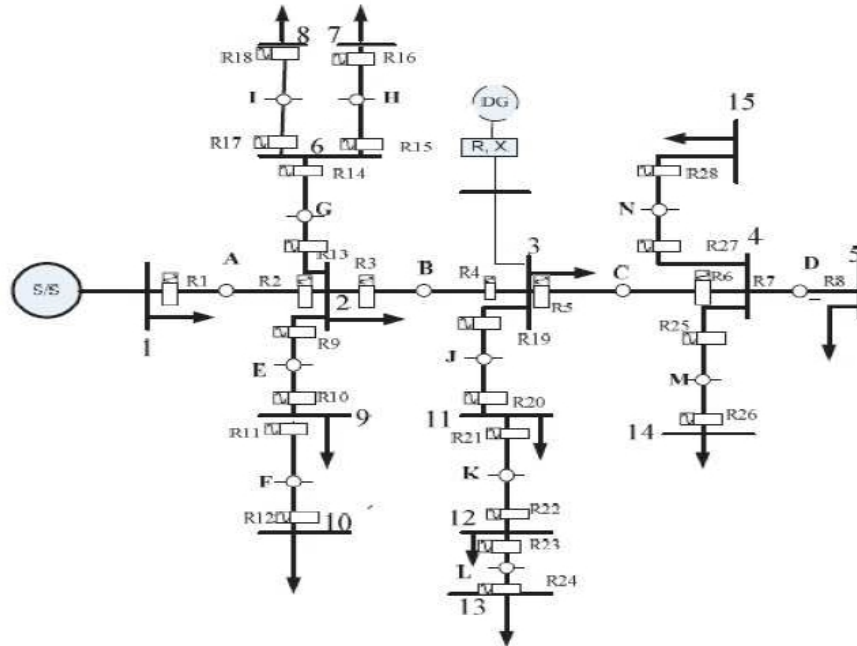 8
7
R18
R16
I
H
DG
15
R17
6
R15
R, X
R14
R28
G
N
3
4
R13
R27
A
R3
B
C
D
5
S/S
R1
R2
R4
R6
R7
R8
2
R5
R19
1
R9
R25
E
J
M
R10
R20
R26
R11
9
11
R21
14
F
K
R12
10
12
R22
R23
L
R24
13